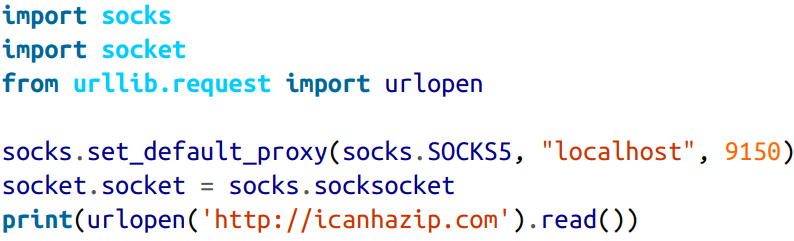 import socks
import socket
from urllib.request import urlopen

socks.set_default_proxy(socks.SOCKS5, "localhost", 9150)
socket.socket = socks.socksocket
print(urlopen('http://icanhazip.com').read())